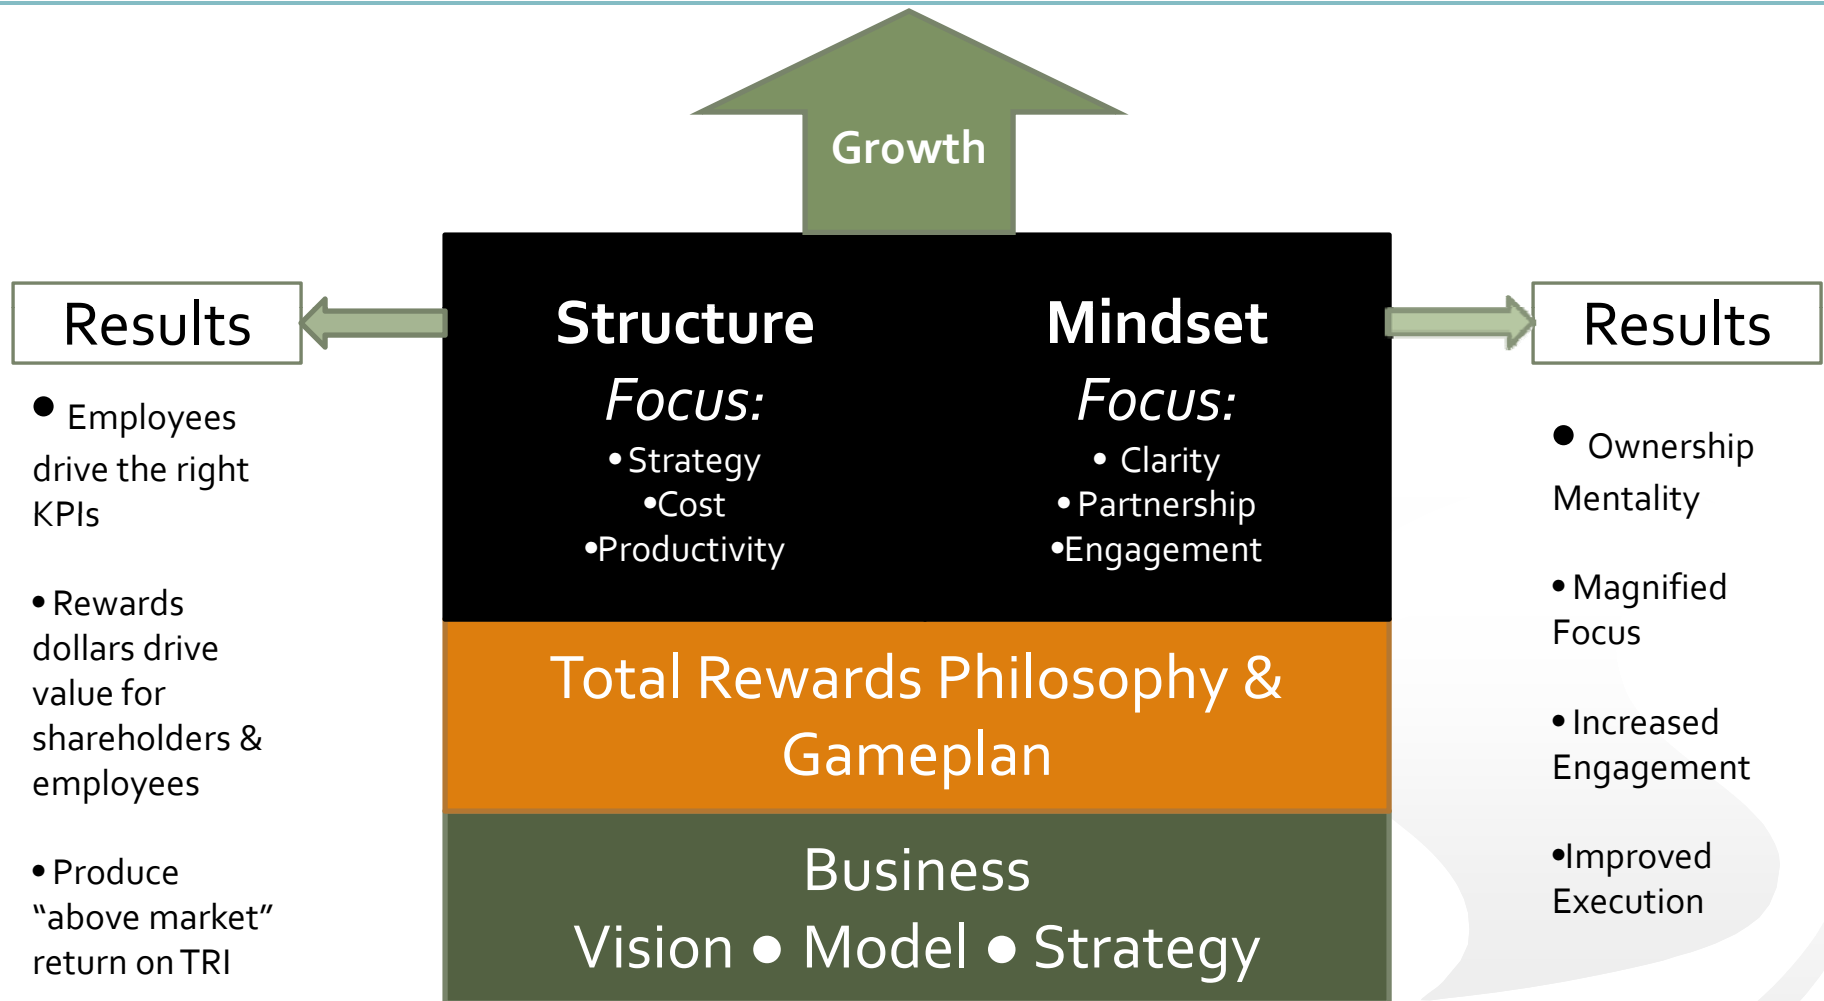 Growth
Results
• Employees
drive the right
KPIs
• Rewards
dollars drive
value for
shareholders &
employees
• Produce
“above market”
return on TRI
Structure
Focus:
• Strategy
•Cost
•Productivity
Mindset
Focus:
• Clarity
• Partnership
•Engagement
Total Rewards Philosophy &
Gameplan
Business
Vision ● Model ● Strategy
Results
• Ownership
Mentality
• Magnified
Focus
• Increased
Engagement
•Improved
Execution